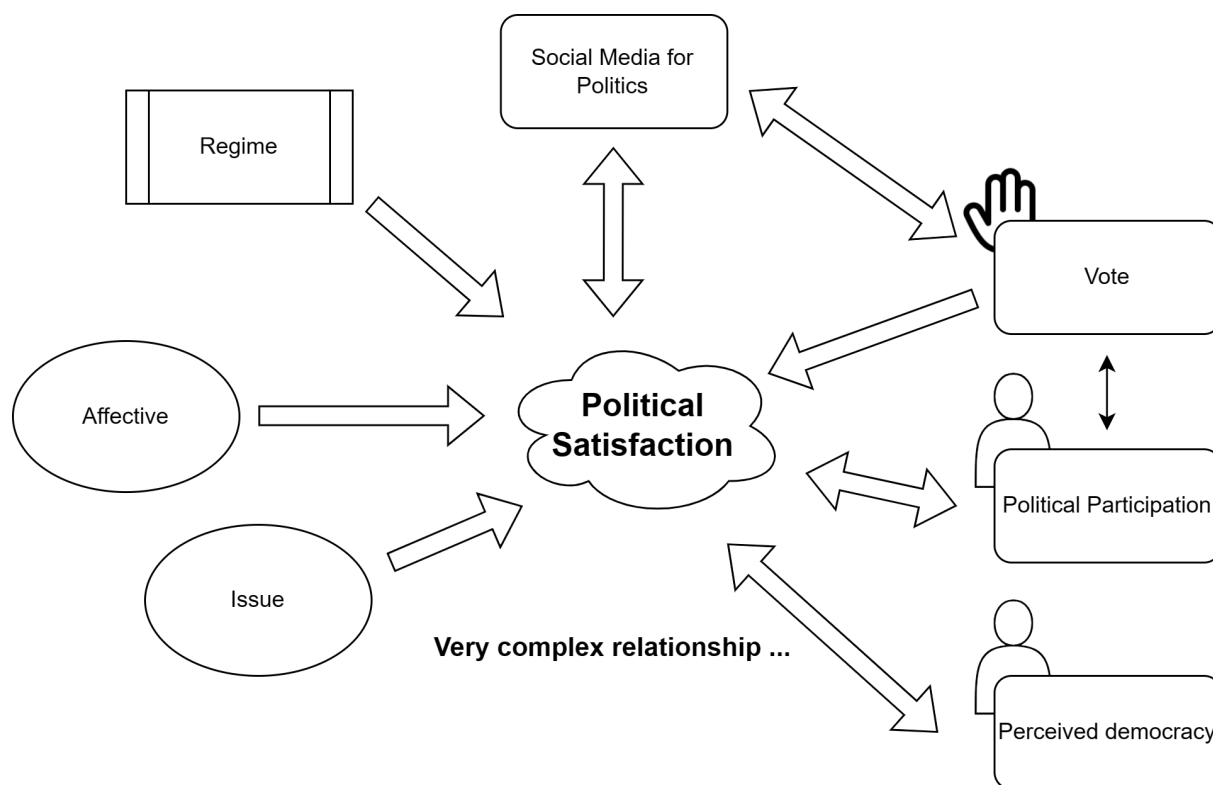 Social Media for
Politics
Regime
Vote
Affective
Political
Satisfaction
Political Participation
Issue
Very complex relationship ...
Perceived democracy